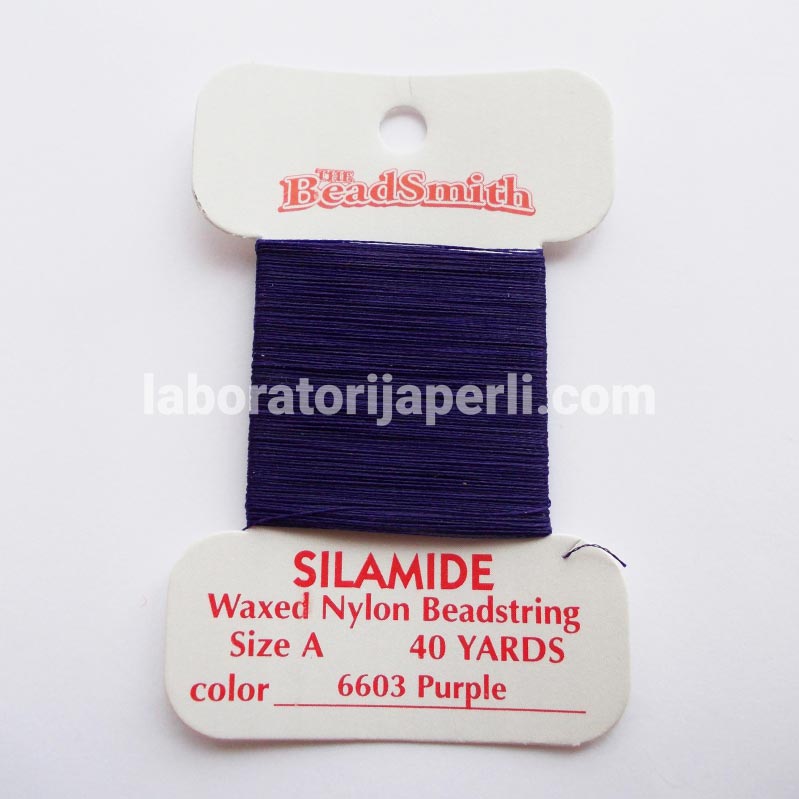 THE
BeadSmith
laboratorijaperli.com
SILAMIDE
Waxed Nylon Beadstring
Size A 40 YARDS
color 6603 Purple